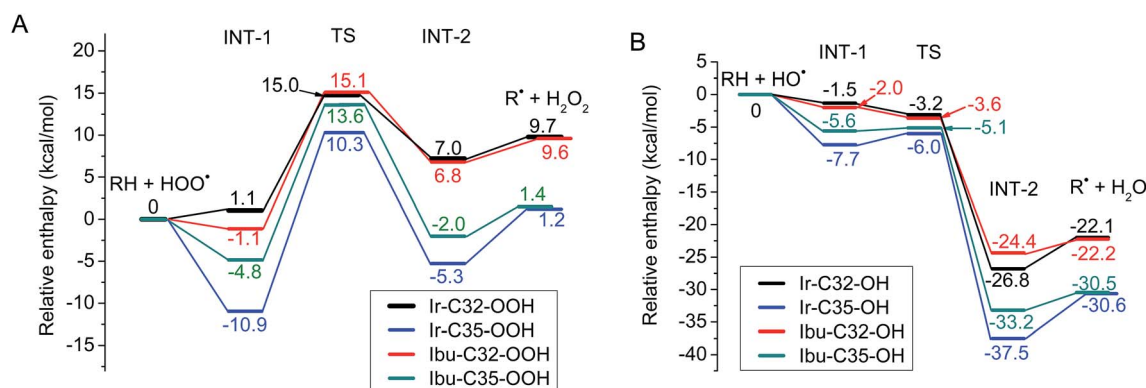 A
INT-1
TS
INT-2
Relative enthalpy (kcal/mol)
20
15
10
5
0
-5
-10
-15
RH + HOO•
0
1.1
-1.1
-4.8
-10.9
15.0
15.1
13.6
10.3
7.0
6.8
-2.0
-5.3
R• + H₂O₂
9.7
9.6
1.4
1.2
Ir-C32-OOH
Ir-C35-OOH
Ibu-C32-OOH
Ibu-C35-OOH
B
INT-1
TS
Relative enthalpy (kcal/mol)
5
0
-5
-10
-15
-20
-25
-30
-35
-40
RH + HO•
0
-1.5
-2.0
-5.6
-7.7
-3.2
-3.6
-5.1
-6.0
INT-2
R• + H₂O
-24.4
-26.8
-33.2
-37.5
-22.1
-22.2
-30.5
-30.6
Ir-C32-OH
Ir-C35-OH
Ibu-C32-OH
Ibu-C35-OH